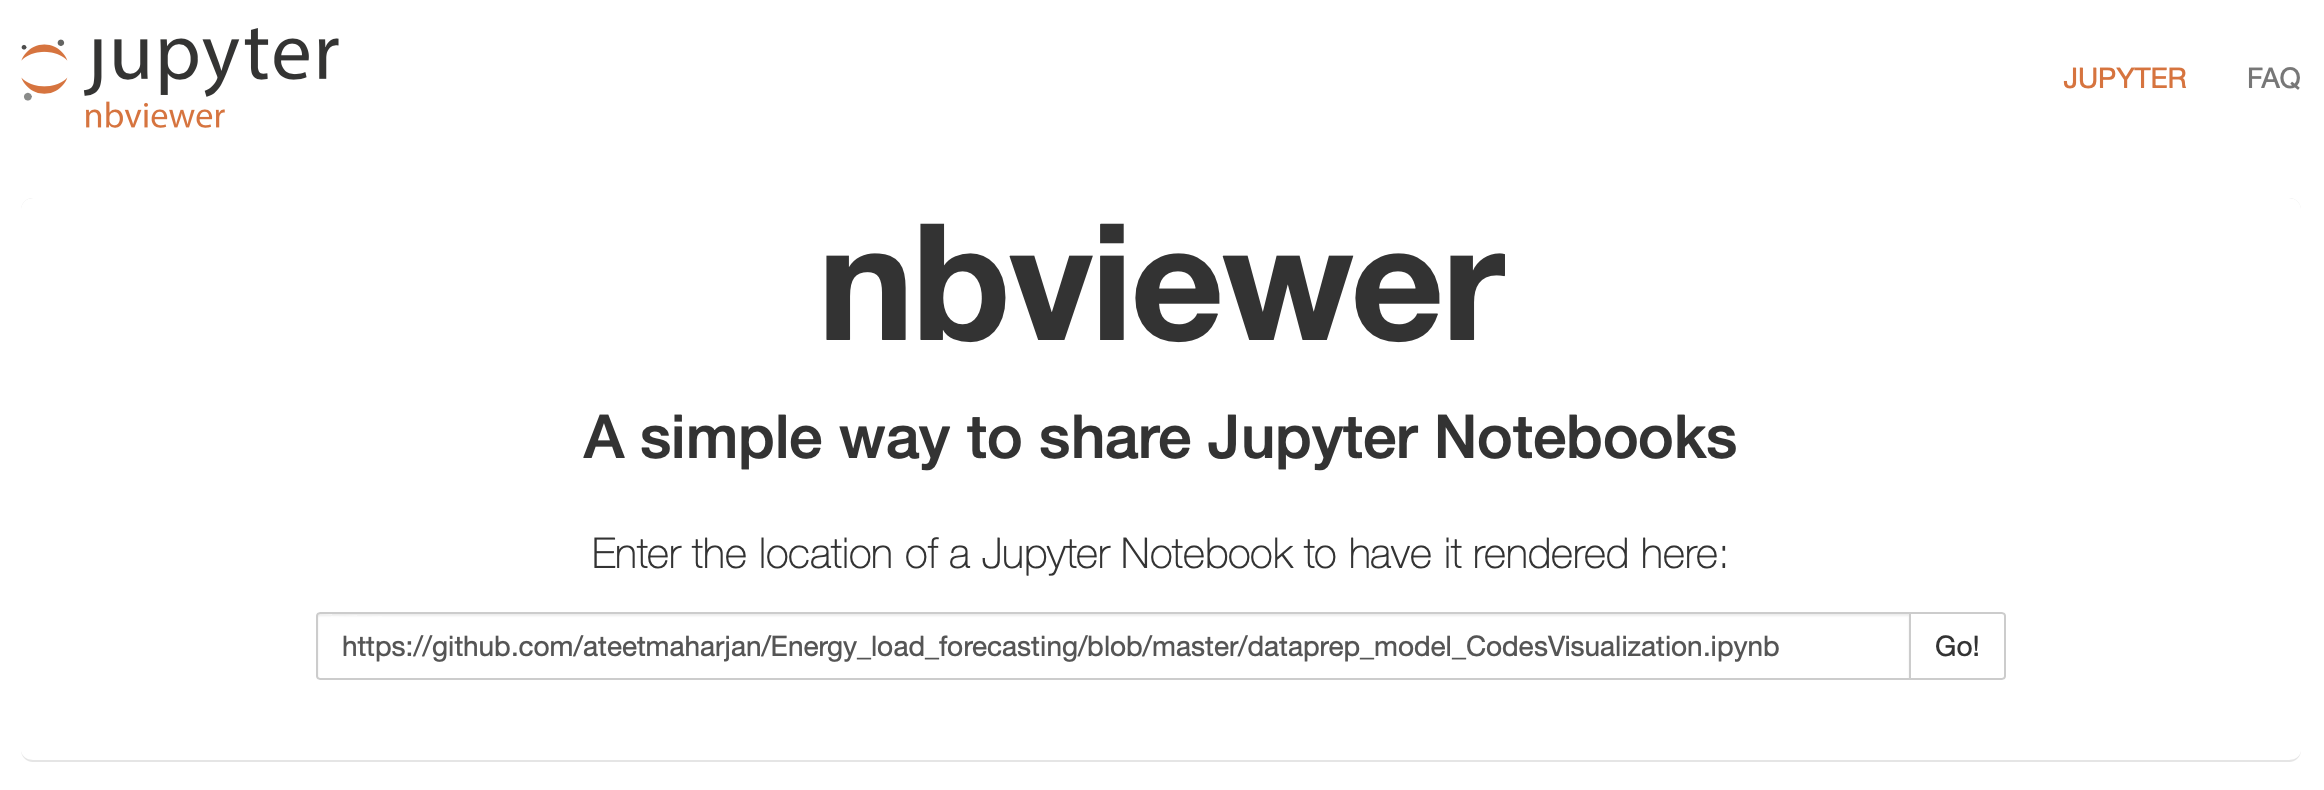 jupyter
nbviewer
JUPYTER FAQ
nbviewer
A simple way to share Jupyter Notebooks
Enter the location of a Jupyter Notebook to have it rendered here:
https://github.com/ateetmaharjan/Energy_load_forecasting/blob/master/dataprep_model_CodesVisualization.ipynb Go!